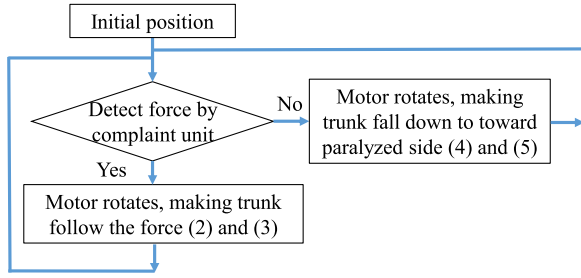 Initial position
Detect force by
complaint unit
No
Motor rotates, making
trunk fall down to toward
paralyzed side (4) and (5)
Yes
Motor rotates, making trunk
follow the force (2) and (3)